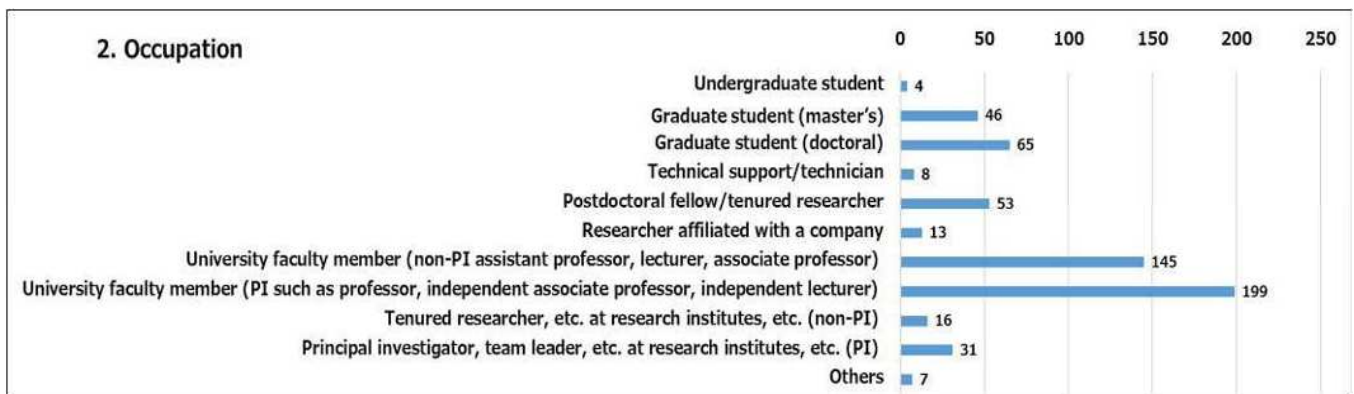 2. Occupation
0 50 100 150 200 250
Undergraduate student 4
Graduate student (master's) 46
Graduate student (doctoral) 65
Technical support/technician 8
Postdoctoral fellow/tenured researcher 53
Researcher affiliated with a company 13
University faculty member (non-PI assistant professor, lecturer, associate professor) 145
University faculty member (PI such as professor, independent associate professor, independent lecturer) 199
Tenured researcher, etc. at research institutes, etc. (non-PI) 16
Principal investigator, team leader, etc. at research institutes, etc. (PI) 31
Others 7